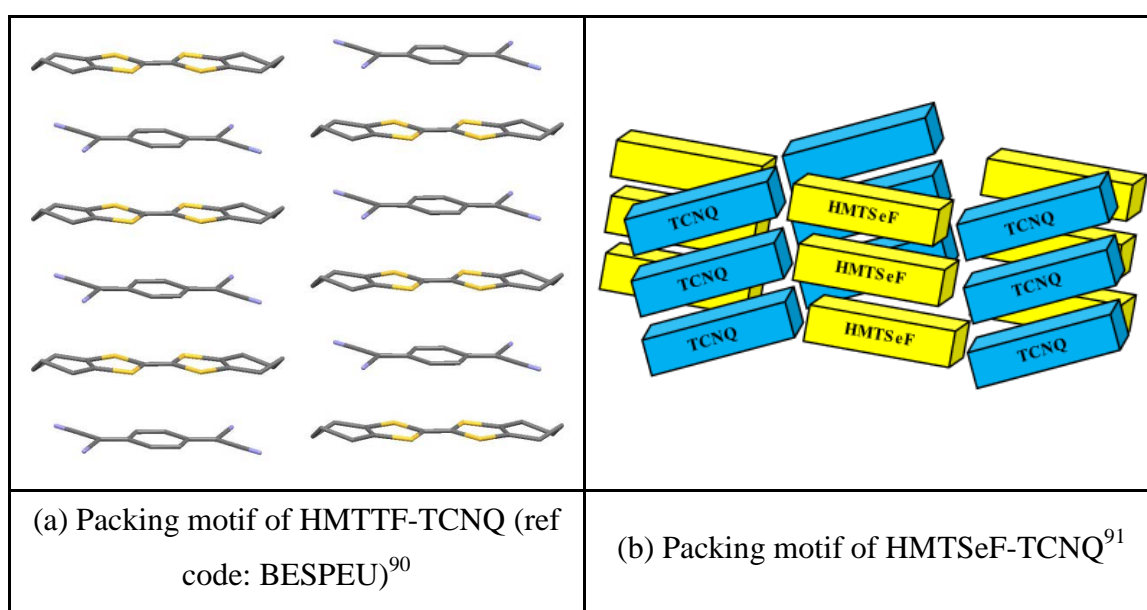 TCNQ
HMTSeF
TCNQ
TCNQ
HMTSeF
TCNQ
TCNQ
HMTSeF
TCNQ
(a) Packing motif of HMTTF-TCNQ (ref
code: BESPEU)90
(b) Packing motif of HMTSeF-TCNQ91